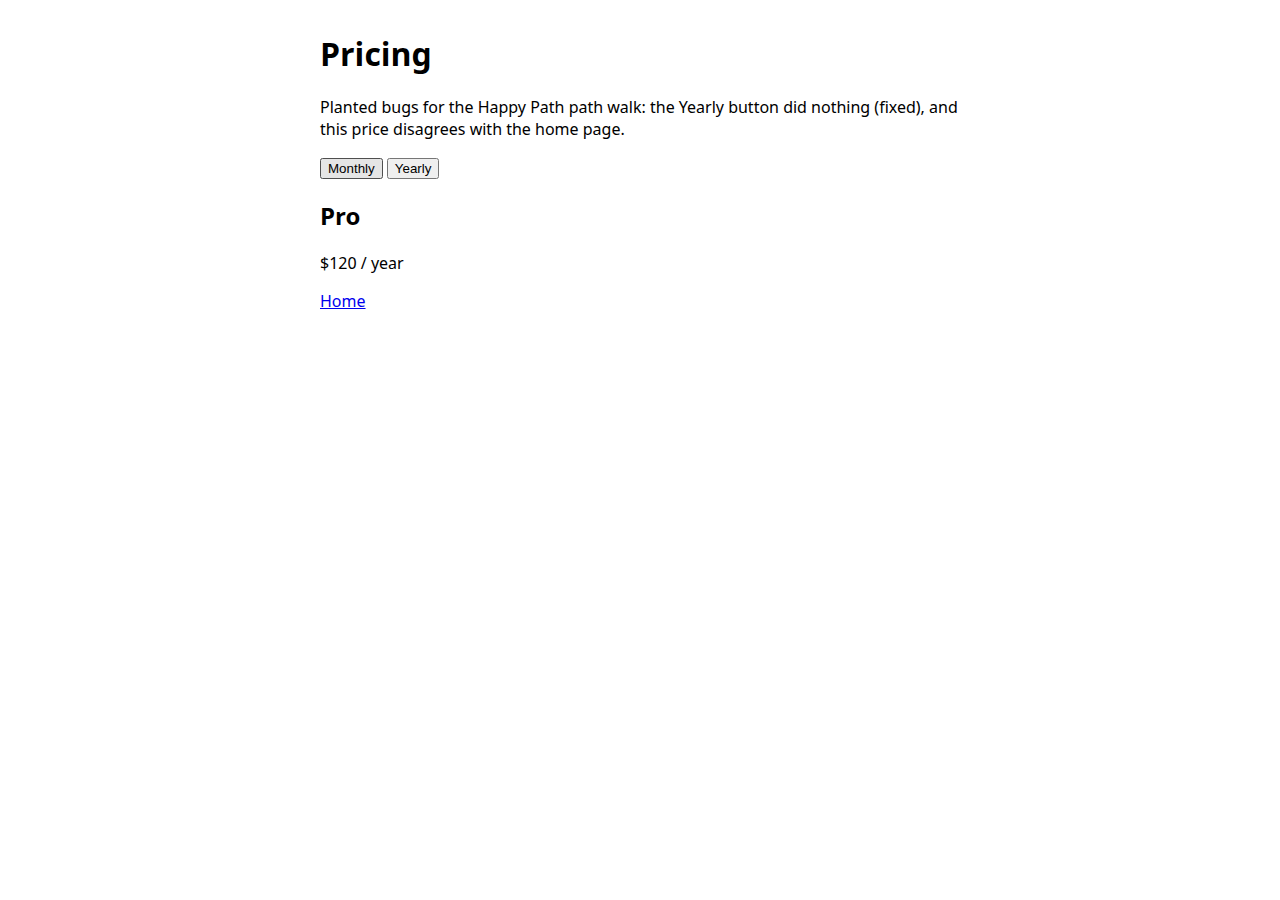 Pricing
Planted bugs for the Happy Path path walk: the Yearly button did nothing (fixed), and
this price disagrees with the home page.
Monthly Yearly
Pro
$120 / year
Home